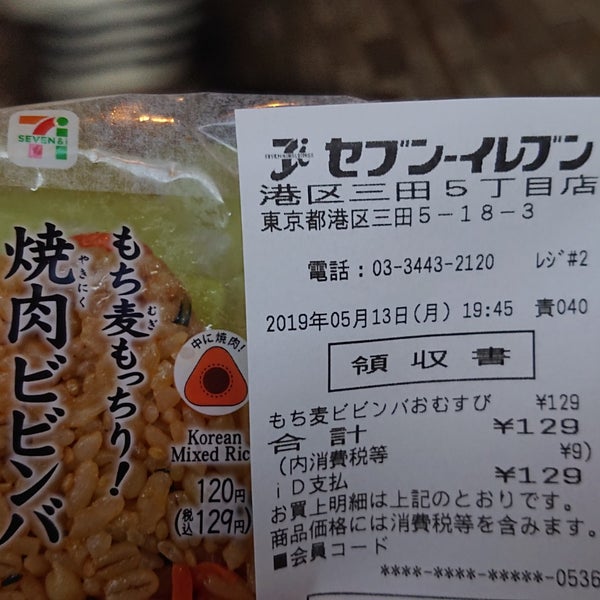 SEVEN&i
もち麦もっちり！
むぎ
焼肉ビビンバ
やきにく
中に焼肉！
Korean
Mixed Ric
120円
(税込129円)
セブン-イレブン
港区三田5丁目店
東京都港区三田5-18-3
電話：03-3443-2120 ﾚｼﾞ#2
2019年05月13日(月) 19:45 責040
領収書
もち麦ビビンバおむすび ¥129
合計 ¥129
(内消費税等 ¥9)
iD支払 ¥129
お買上明細は上記のとおりです。
商品価格には消費税等を含みます。
■会員コード
****-****-*****-0536